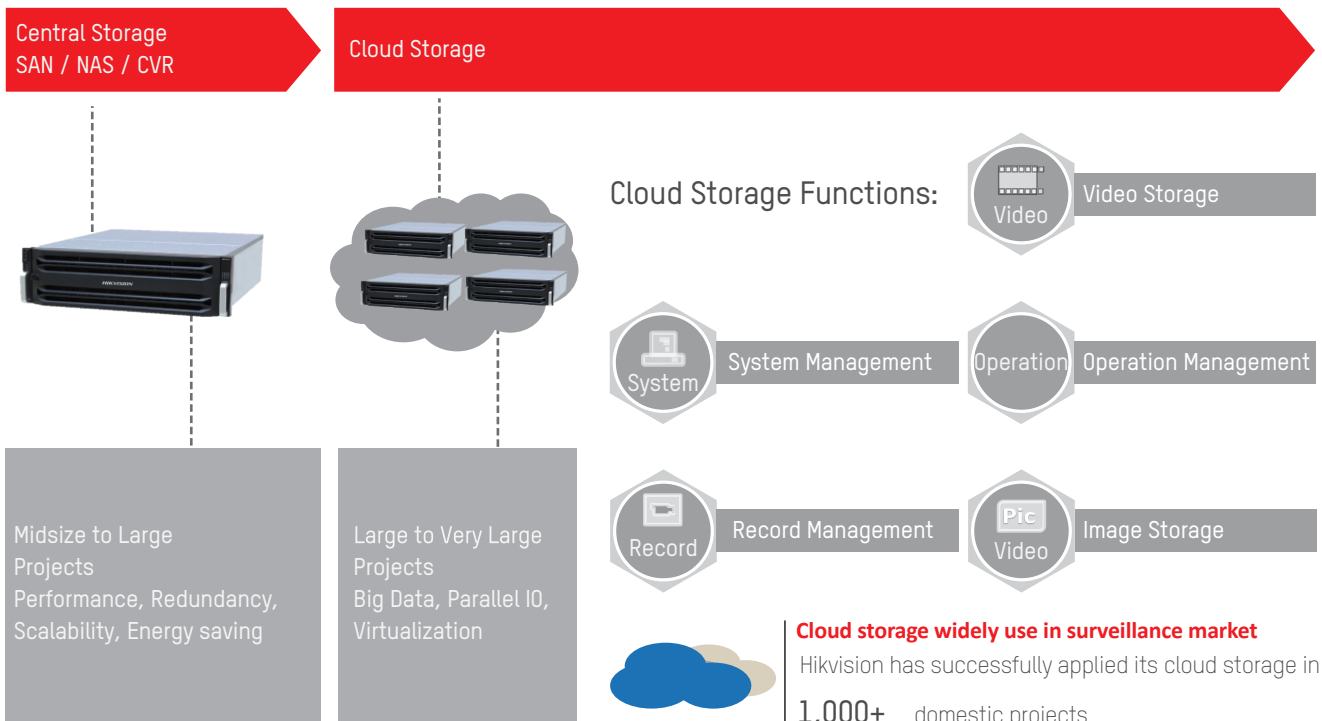 Central Storage
SAN / NAS / CVR
Cloud Storage
HIKVISION
Cloud Storage Functions:
Video
Video Storage
System
System Management
Operation
Operation Management
Record
Record Management
Pic
Video
Image Storage
Midsize to Large
Projects
Performance, Redundancy,
Scalability, Energy saving
Large to Very Large
Projects
Big Data, Parallel IO,
Virtualization
Cloud storage widely use in surveillance market
Hikvision has successfully applied its cloud storage in
1,000+ domestic projects